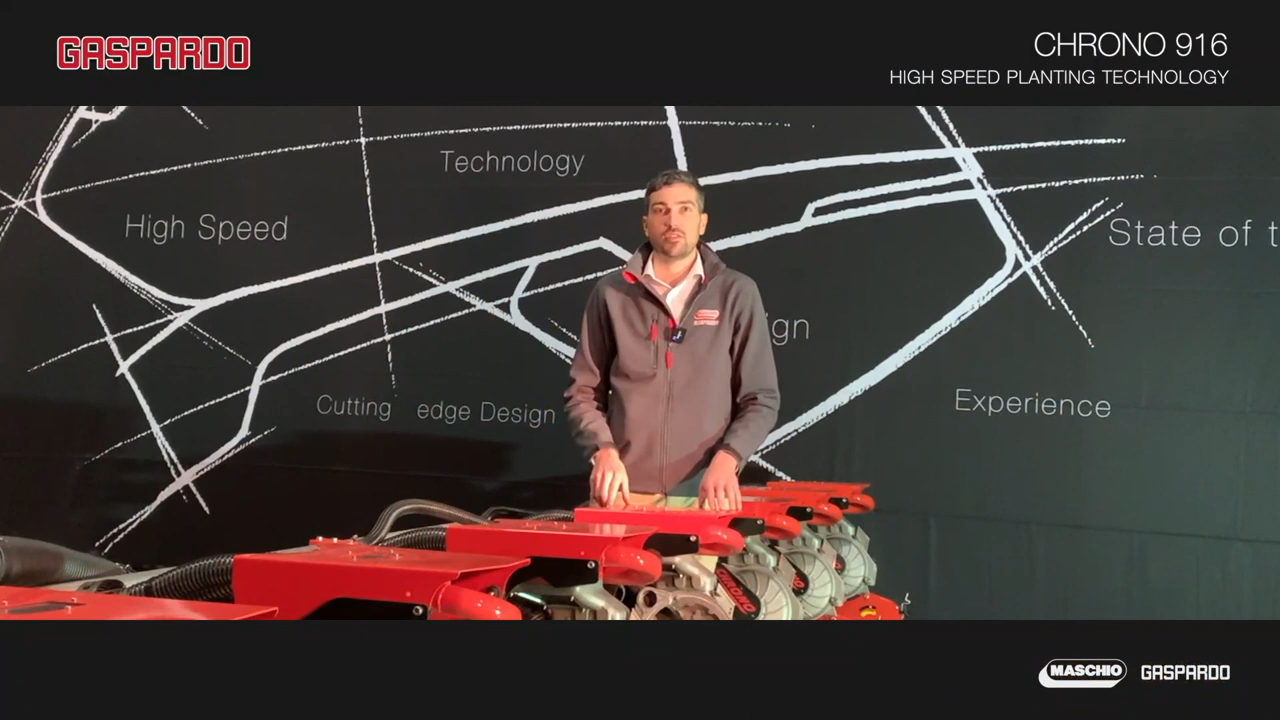 GASPARDO
CHRONO 916
HIGH SPEED PLANTING TECHNOLOGY
Technology
High Speed
State of t
ign
Cutting edge Design
Experience
CHRONO
MASCHIO GASPARDO